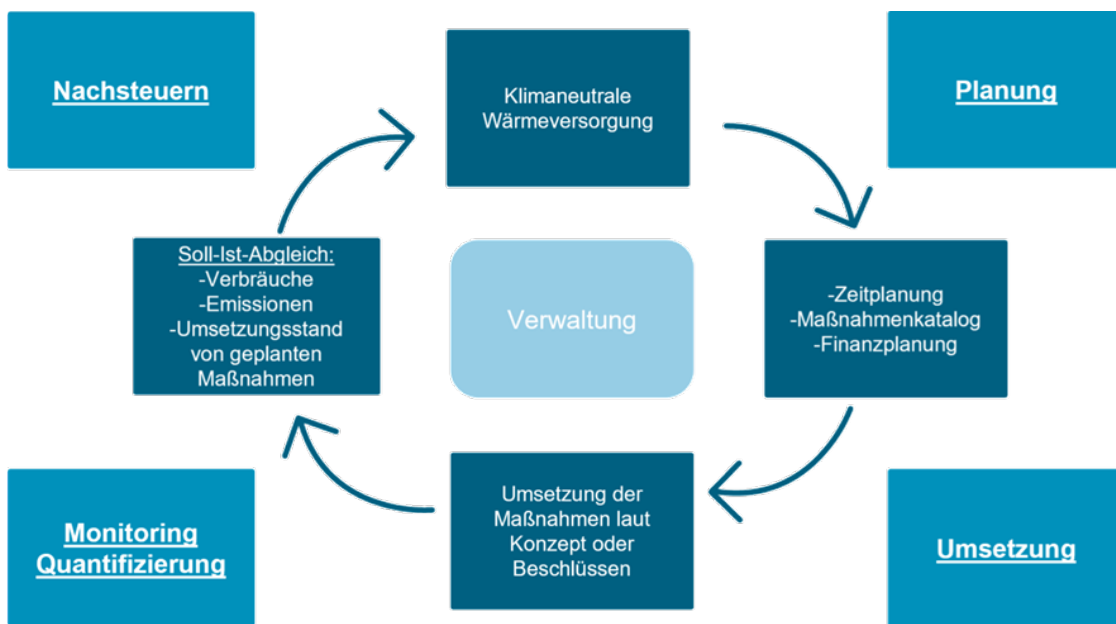 Nachsteuern
Klimaneutrale
Wärmeversorgung
Planung
Soll-Ist-Abgleich:
-Verbräuche
-Emissionen
-Umsetzungsstand
von geplanten
Maßnahmen
Verwaltung
-Zeitplanung
-Maßnahmenkatalog
-Finanzplanung
Monitoring
Quantifizierung
Umsetzung der
Maßnahmen laut
Konzept oder
Beschlüssen
Umsetzung